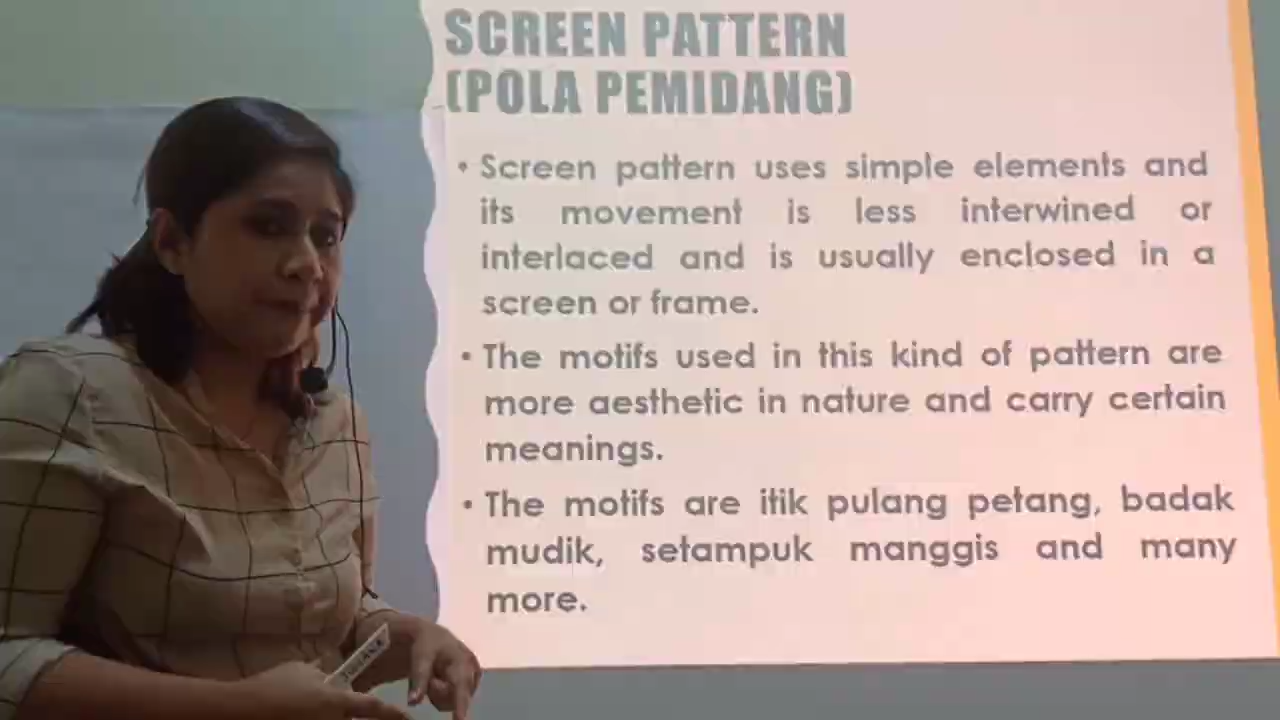 SCREEN PATTERN
(POLA PEMIDANG)
• Screen pattern uses simple elements and
its movement is less interwined or
interlaced and is usually enclosed in a
screen or frame.
• The motifs used in this kind of pattern are
more aesthetic in nature and carry certain
meanings.
• The motifs are itik pulang petang, badak
mudik, setampuk manggis and many
more.